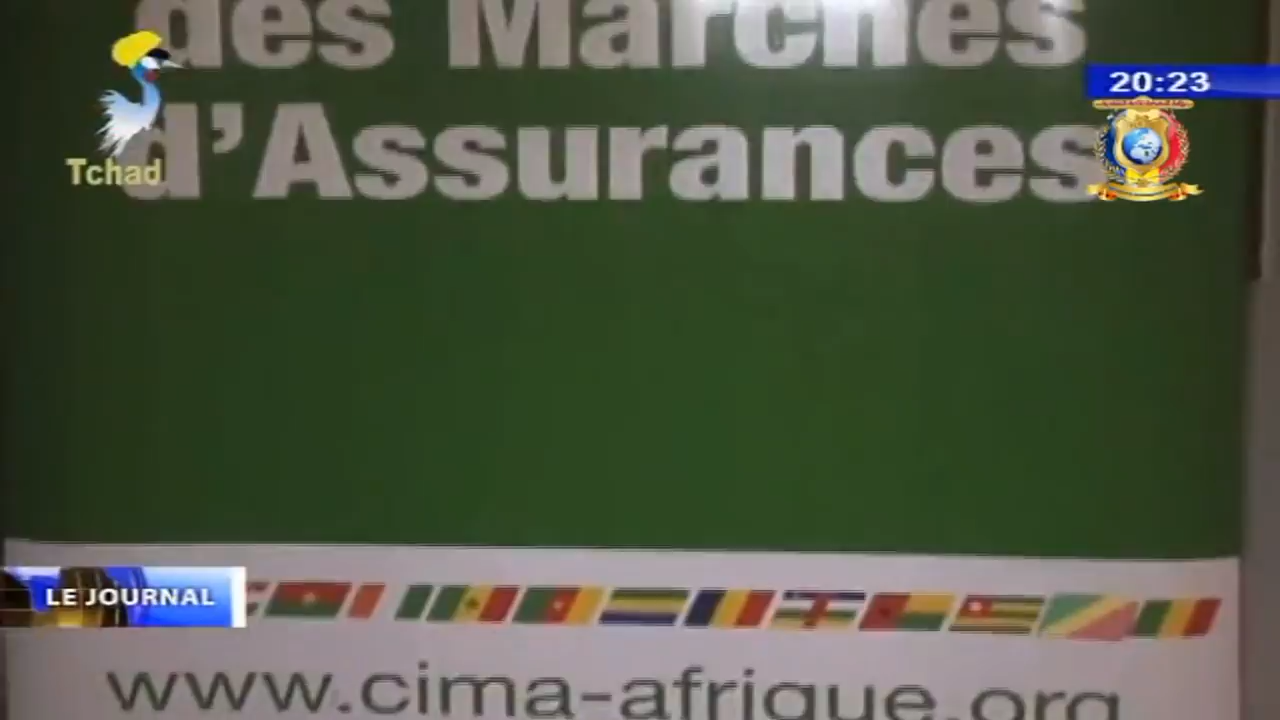 des Marchés
20:23
d'Assurances
Tchad
LE JOURNAL
www.cima-afrique.org